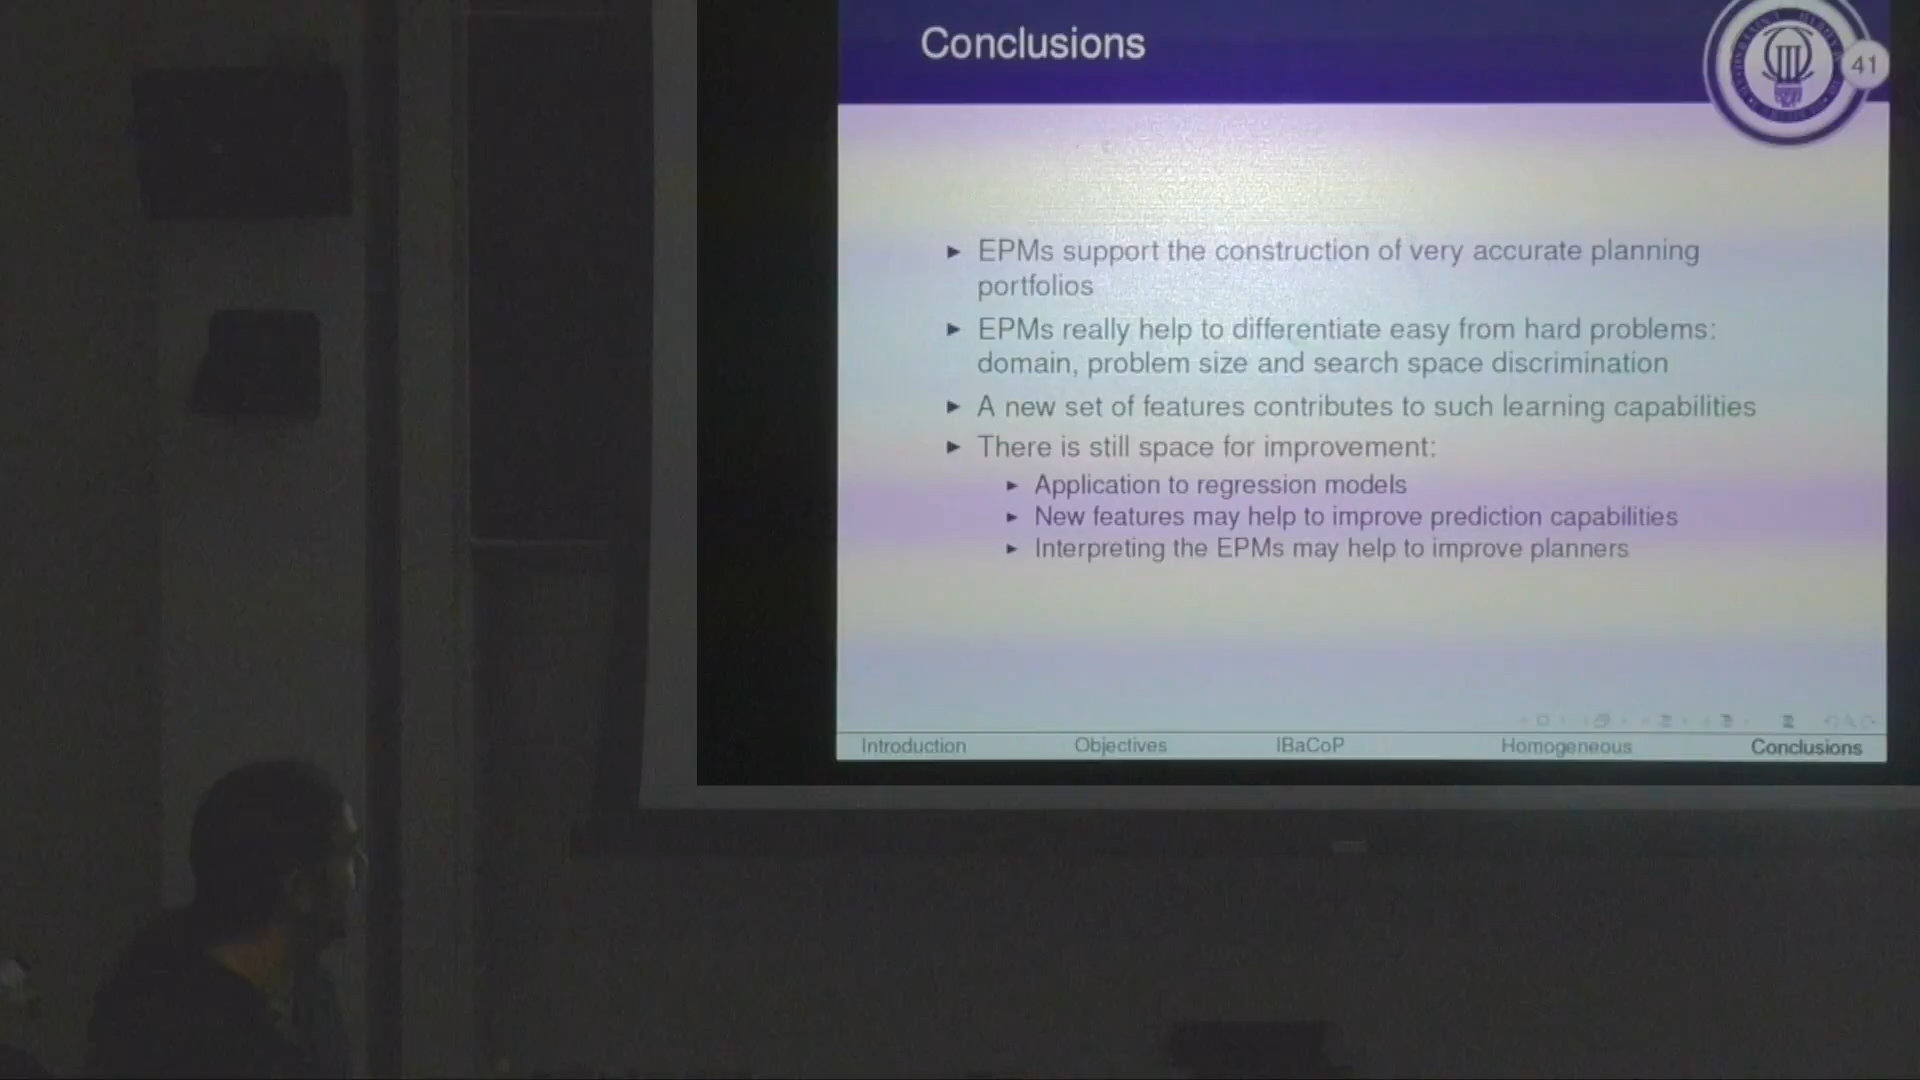 Conclusions
41
► EPMs support the construction of very accurate planning
portfolios
► EPMs really help to differentiate easy from hard problems:
domain, problem size and search space discrimination
► A new set of features contributes to such learning capabilities
► There is still space for improvement:
► Application to regression models
► New features may help to improve prediction capabilities
► Interpreting the EPMs may help to improve planners
Introduction Objectives IBaCoP Homogeneous Conclusions